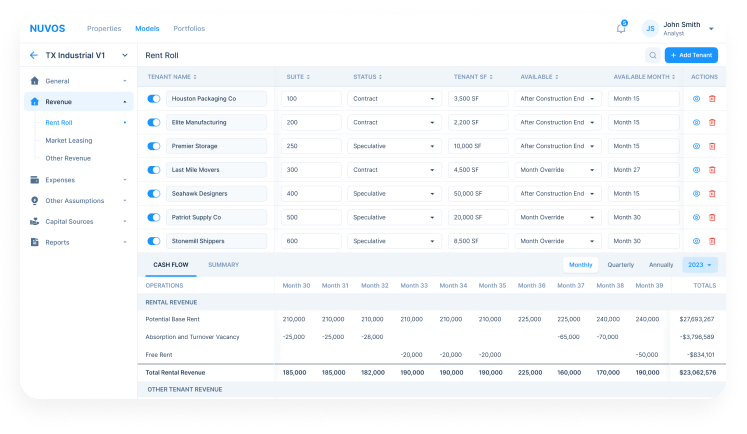 NUVOS Properties Models Portfolios 5 JS John Smith
Analyst
TX Industrial V1
General
Revenue
Rent Roll
Market Leasing
Other Revenue
Expenses
Other Assumptions
Capital Sources
Reports
Rent Roll + Add Tenant
TENANT NAME SUITE STATUS TENANT SF AVAILABLE AVAILABLE MONTH ACTIONS
Houston Packaging Co 100 Contract 3,500 SF After Construction End Month 15
Elite Manufacturing 200 Contract 2,200 SF After Construction End Month 15
Premier Storage 250 Speculative 10,000 SF After Construction End Month 15
Last Mile Movers 300 Contract 4,500 SF Month Override Month 27
Seahawk Designers 400 Speculative 50,000 SF After Construction End Month 15
Patriot Supply Co 500 Speculative 20,000 SF Month Override Month 30
Stonemill Shippers 600 Speculative 8,500 SF Month Override Month 30
CASH FLOW SUMMARY Monthly Quarterly Annually 2023
OPERATIONS Month 30 Month 31 Month 32 Month 33 Month 34 Month 35 Month 36 Month 37 Month 38 Month 39 TOTALS
RENTAL REVENUE
Potential Base Rent 210,000 210,000 210,000 210,000 210,000 210,000 225,000 225,000 240,000 240,000 $27,693,267
Absorption and Turnover Vacancy -25,000 -25,000 -28,000 -65,000 -70,000 -$3,796,589
Free Rent -20,000 -20,000 -20,000 -50,000 -$834,101
Total Rental Revenue 185,000 185,000 182,000 190,000 190,000 190,000 225,000 160,000 170,000 190,000 $23,062,576
OTHER TENANT REVENUE